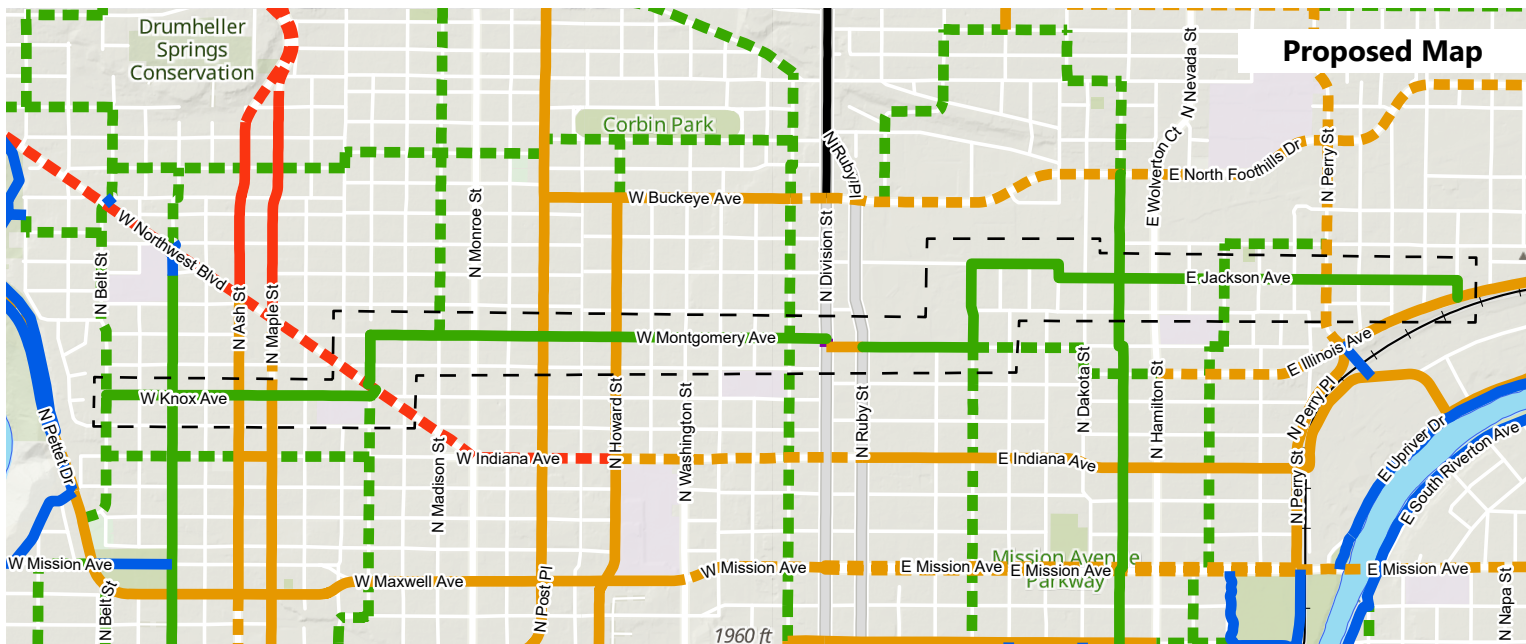 Proposed Map
Drumheller
Springs
Conservation
Corbin Park
N Ruby Pl
N Nevada St
E Wolverton Ct
E North Foothills Dr
N Perry St
W Buckeye Ave
N Monroe St
W Northwest Blvd
N Belt St
N Ash St
N Maple St
N Division St
E Jackson Ave
W Montgomery Ave
E Illinois Ave
W Knox Ave
N Howard St
N Washington St
N Ruby St
N Dakota St
N Hamilton St
N Perry Pl
N Pettet Dr
N Madison St
W Indiana Ave
E Indiana Ave
N Perry St
E Upriver Dr
E South Riverton Ave
W Mission Ave
N Belt St
W Maxwell Ave
N Post Pl
W Mission Ave
E Mission Ave
Mission Avenue
Parkway
E Mission Ave
E Mission Ave
N Napa St
1960 ft